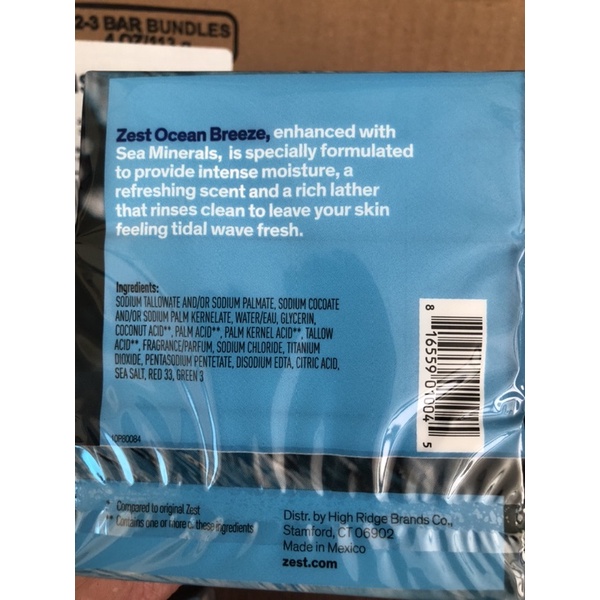 2-3 BAR BUNDLES
4 OZ/113 g
Zest Ocean Breeze, enhanced with
Sea Minerals, is specially formulated
to provide intense moisture, a
refreshing scent and a rich lather
that rinses clean to leave your skin
feeling tidal wave fresh.
Ingredients:
SODIUM TALLOWATE AND/OR SODIUM PALMATE, SODIUM COCOATE
AND/OR SODIUM PALM KERNELATE, WATER/EAU, GLYCERIN,
COCONUT ACID**, PALM ACID**, PALM KERNEL ACID**, TALLOW
ACID**, FRAGRANCE/PARFUM, SODIUM CHLORIDE, TITANIUM
DIOXIDE, PENTASODIUM PENTETATE, DISODIUM EDTA, CITRIC ACID,
SEA SALT, RED 33, GREEN 3
* Compared to original Zest
** Contains one or more of these ingredients
Distr. by High Ridge Brands Co.,
Stamford, CT 06902
Made in Mexico
zest.com